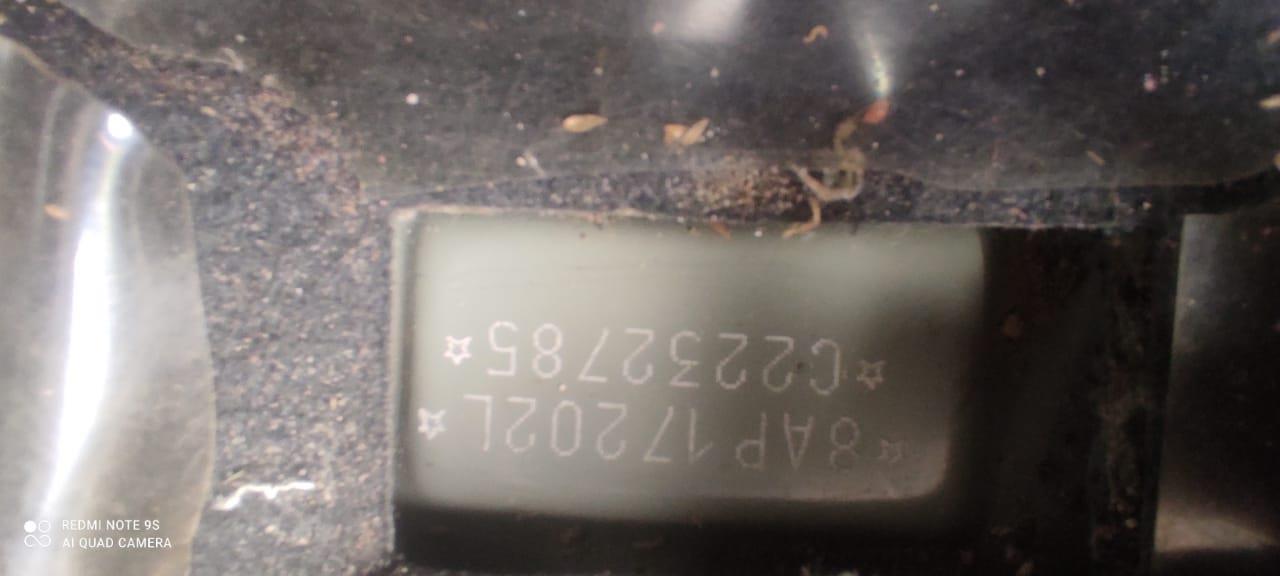 ☆8AP17202L☆
☆C2232785☆
REDMI NOTE 9S
AI QUAD CAMERA